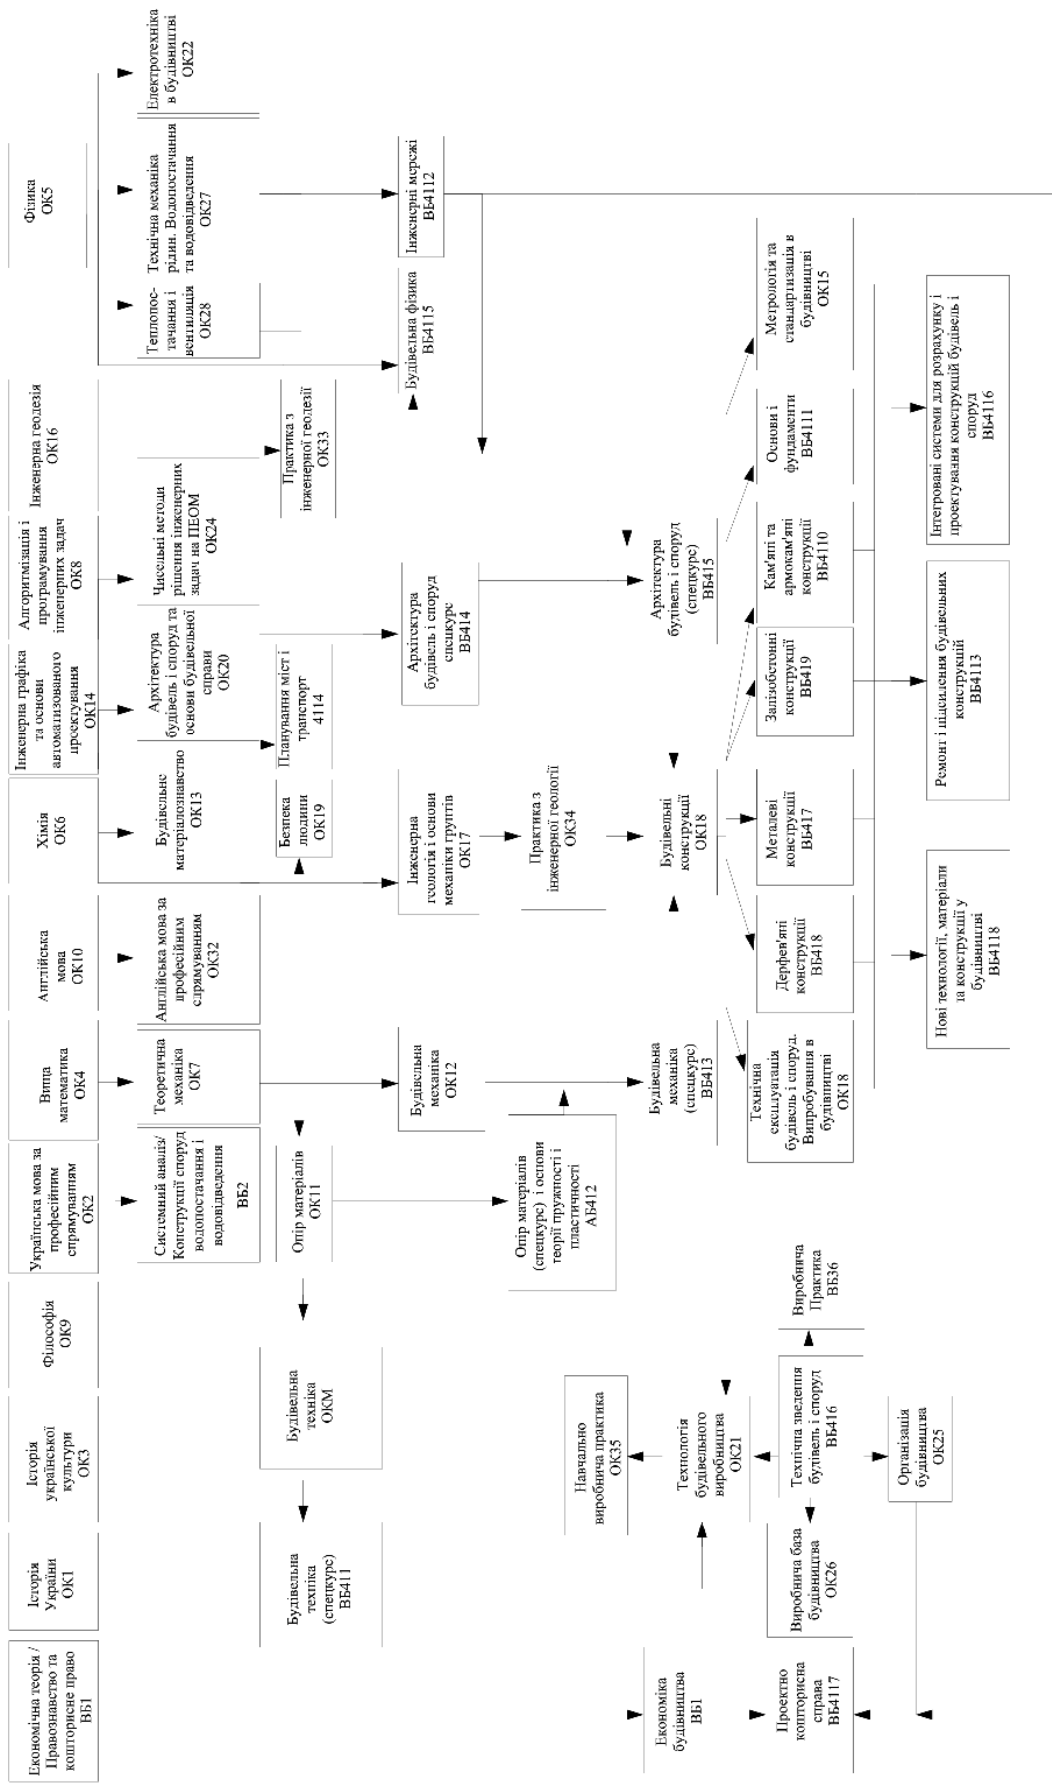 Економічна теорія /
Правознавство та
кошторисне право
ВБ1
Історія
України
ОК1
Історія
української
культури
ОК3
Філософія
ОК9
Українська мова за
професійним
спрямуванням
ОК2
Вища
математика
ОК4
Англійська
мова
ОК10
Хімія
ОК6
Інженерна графіка
та основи
автоматизованого
проектування
ОК14
Алгоритмізація і
програмування
інженерних задач
ОК8
Інженерна геодезія
ОК16
Фізика
ОК5
Системний аналіз/
Конструкції споруд
водопостачання і
водовідведення
ВБ2
Теоретична
механіка
ОК7
Англійська мова за
професійним
спрямуванням
ОК32
Будівельне
матеріалознавство
ОК13
Архітектура
будівель і споруд та
основи будівельної
справи
ОК20
Чисельні методи
рішення інженерних
задач на ПЕОМ
ОК24
Теплопос-
тачання і
вентиляція
ОК28
Технічна механіка
рідин. Водопостачання
та водовідведення
ОК27
Електротехніка
в будівництві
ОК22
Будівельна
техніка
(спецкурс)
ВБ411
Будівельна
техніка
ОКМ
Опір матеріалів
ОК11
Безпека
людини
ОК19
Планування міст і
транспорт
4114
Практика з
інженерної геодезії
ОК33
Будівельна
механіка
ОК12
Інженерна
геологія і основи
механіки ґрунтів
ОК17
Архітектура
будівель і споруд
спецкурс
ВБ414
Будівельна фізика
ВБ4115
Інженерні мережі
ВБ4112
Опір матеріалів
(спецкурс) і основи
теорії пружності і
пластичності
АБ412
Практика з
інженерної геології
ОК34
Навчально
виробнича практика
ОК35
Економіка
будівництва
ВБ1
Технологія
будівельного
виробництва
ОК21
Будівельна
механіка
(спецкурс)
ВБ413
Будівельні
конструкції
ОК18
Архітектура
будівель і споруд
(спецкурс)
ВБ415
Проектно
кошторисна
справа
ВБ4117
Виробнича база
будівництва
ОК26
Технічна зведення
будівель і споруд
ВБ416
Виробнича
Практика
ВБ36
Технічна
експлуатація
будівель і споруд.
Випробування в
будівництві
ОК18
Дерфев'яні
конструкції
ВБ418
Металеві
конструкції
ВБ417
Залізобстонні
конструкції
ВБ419
Кам'яні та
армокам'яні
конструкції
ВБ4110
Основи і
фундаменти
ВБ4111
Метрологія та
стандартизація в
будівництві
ОК15
Організація
будівництва
ОК25
Нові технології, матеріали
та конструкції у
будівництві
ВБ4118
Ремонт і підсилення будівельних
конструкцій
ВБ4113
Інтегровані системи для розрахунку і
проектування конструкцій будівель і
споруд
ВБ4116